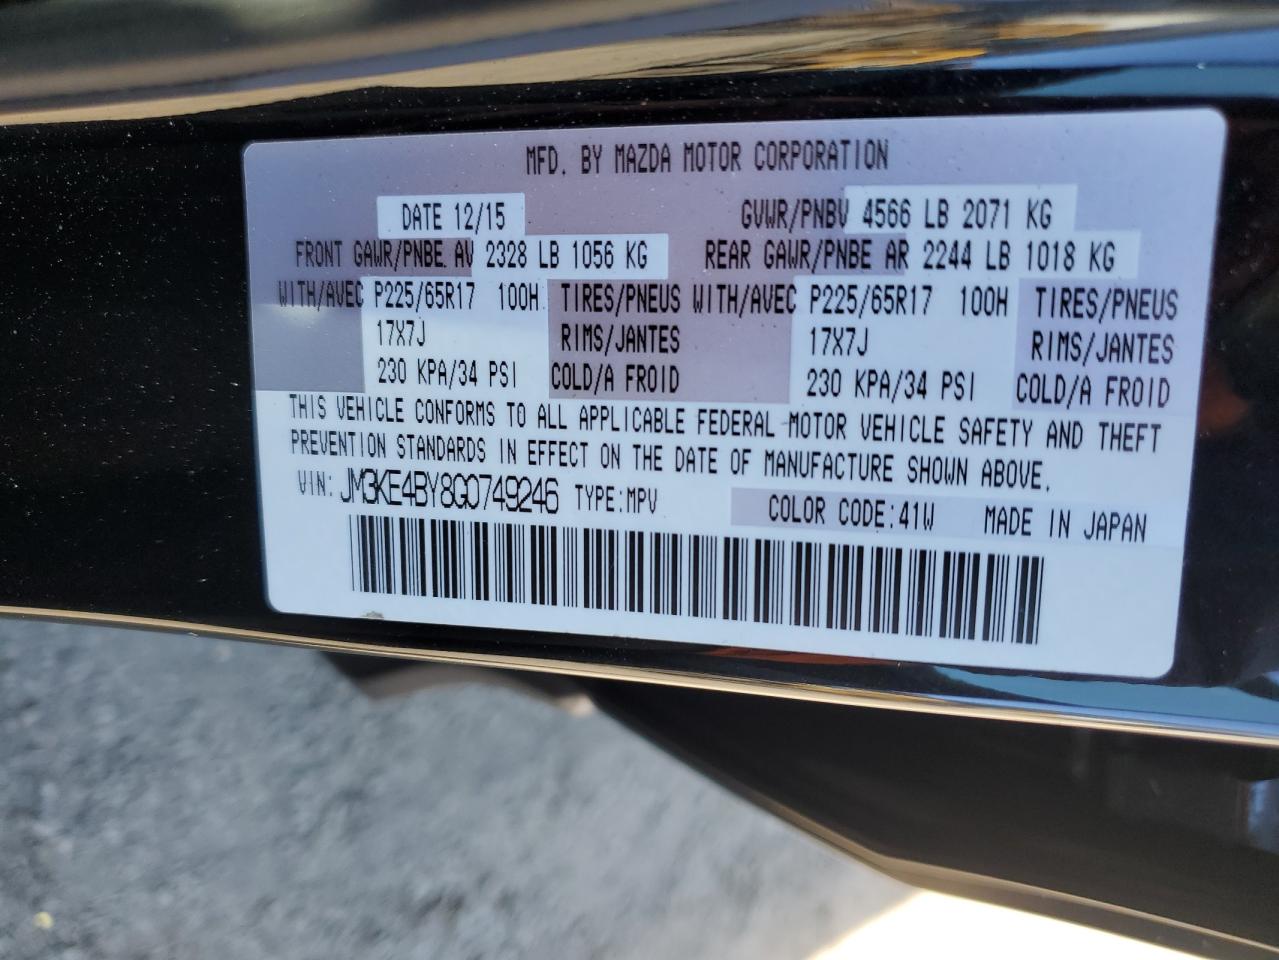 MFD. BY MAZDA MOTOR CORPORATION
DATE 12/15 GVWR/PNBV 4566 LB 2071 KG
FRONT GAWR/PNBE AV 2328 LB 1056 KG REAR GAWR/PNBE AR 2244 LB 1018 KG
WITH/AVEC P225/65R17 100H TIRES/PNEUS WITH/AVEC P225/65R17 100H TIRES/PNEUS
17X7J RIMS/JANTES 17X7J RIMS/JANTES
230 KPA/34 PSI COLD/A FROID 230 KPA/34 PSI COLD/A FROID
THIS VEHICLE CONFORMS TO ALL APPLICABLE FEDERAL MOTOR VEHICLE SAFETY AND THEFT
PREVENTION STANDARDS IN EFFECT ON THE DATE OF MANUFACTURE SHOWN ABOVE.
VIN: JM3KE4BY8G0749246 TYPE:MPV COLOR CODE:41W MADE IN JAPAN